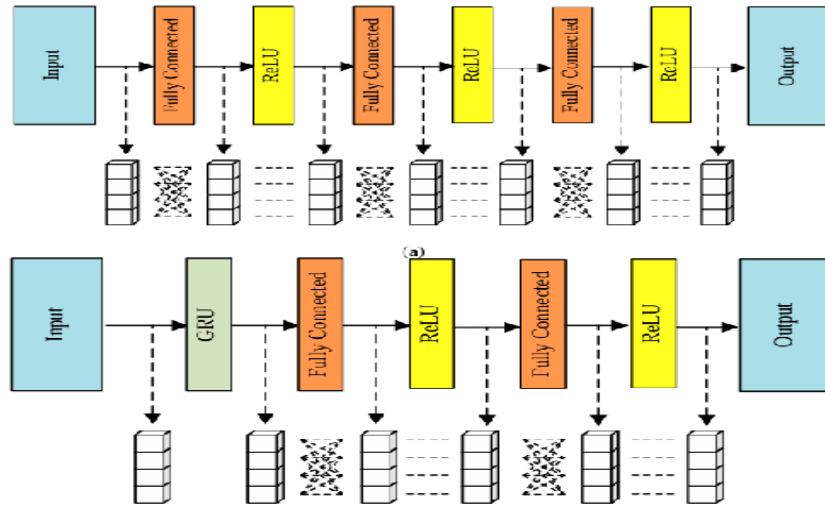 Input
Fully Connected
ReLU
Fully Connected
ReLU
Fully Connected
ReLU
Output
(a)
Input
GRU
Fully Connected
ReLU
Fully Connected
ReLU
Output